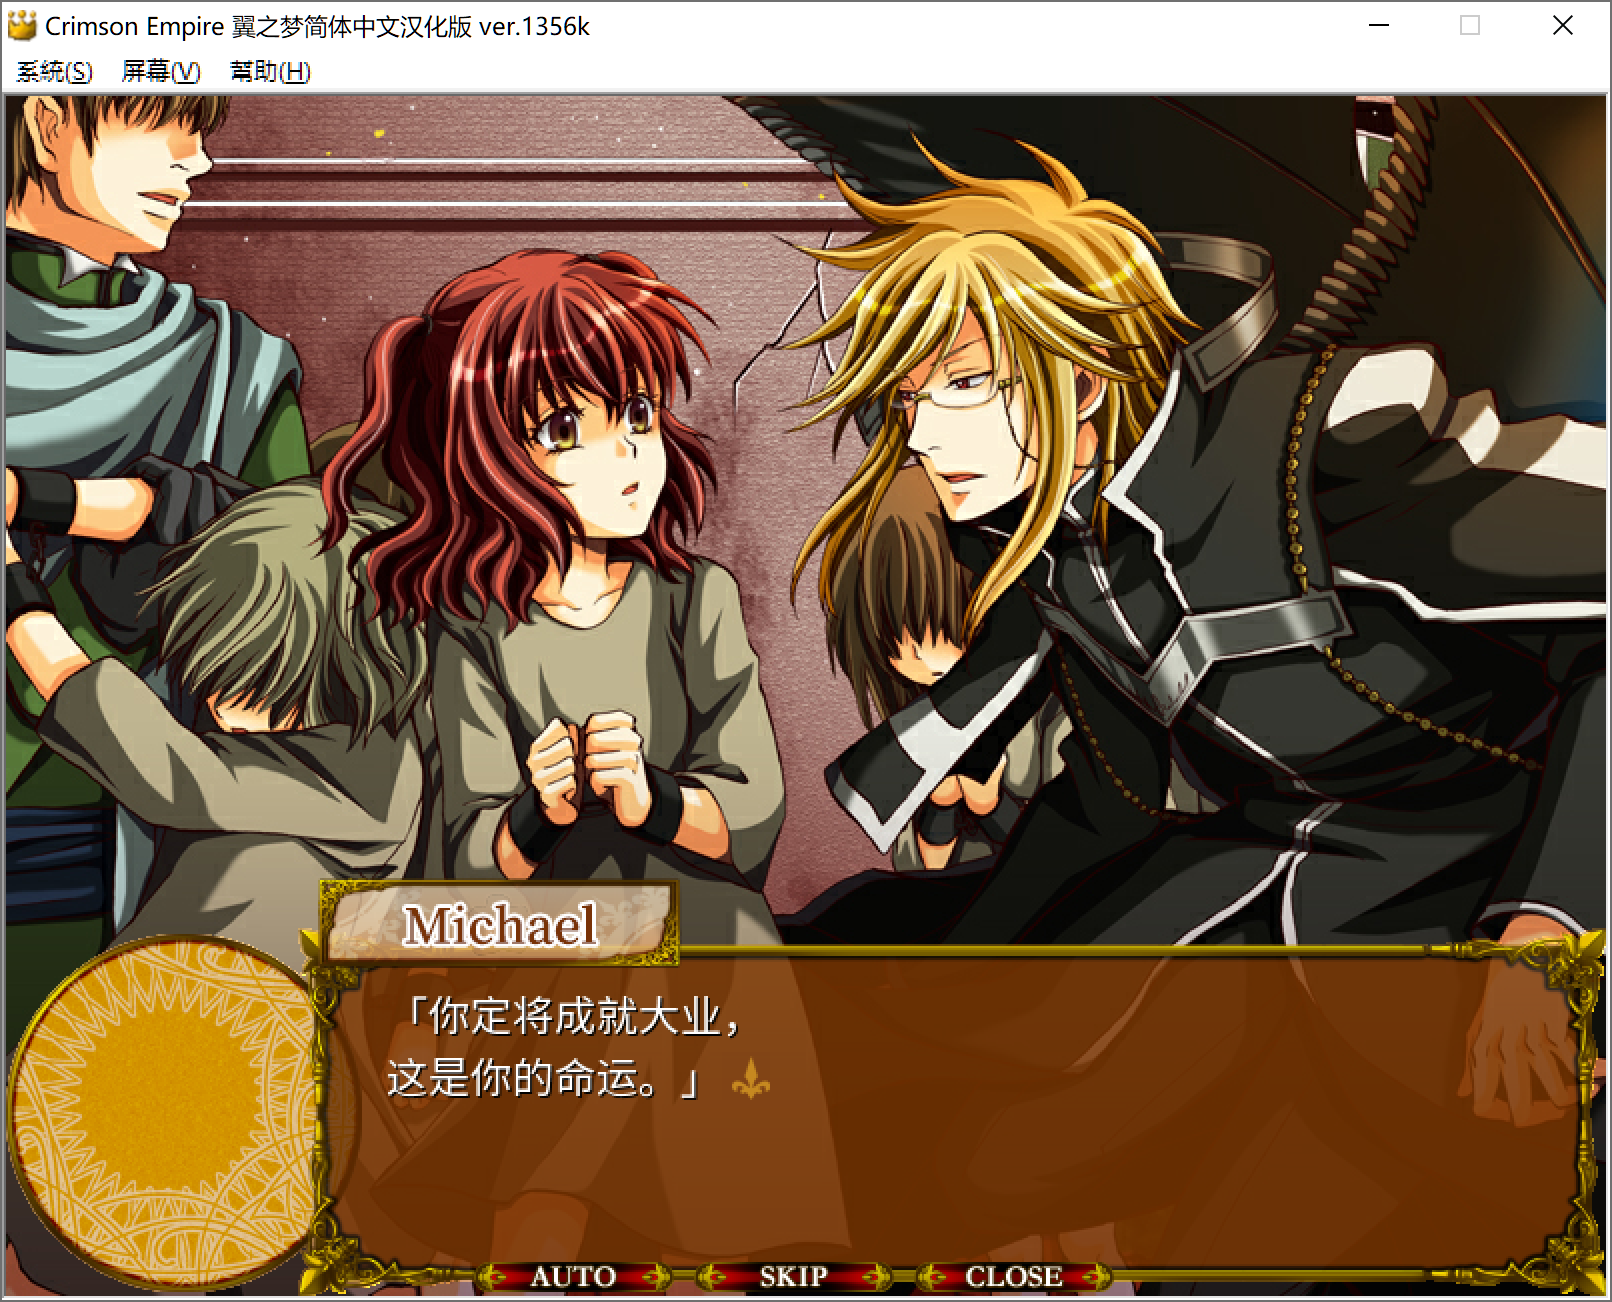 Crimson Empire 翼之梦简体中文汉化版 ver.1356k
系統(S) 屏幕(V) 幫助(H)
Michael
「你定将成就大业，
这是你的命运。」
AUTO SKIP CLOSE